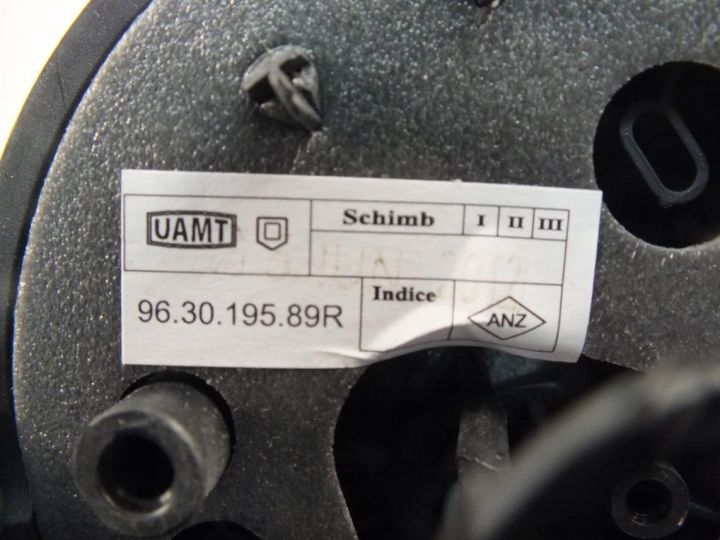 UAMT
Schimb
I II III
96.30.195.89R
Indice
ANZ